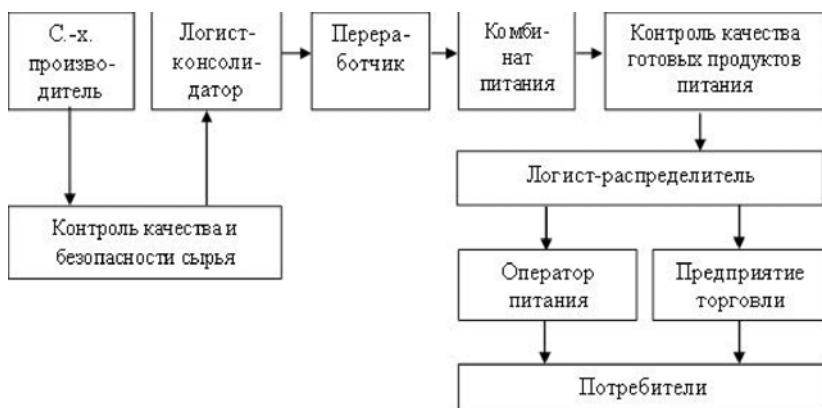 С.-х.
произво-
дитель
Логист-
консоли-
датор
Перера-
ботчик
Комби-
нат
питания
Контроль качества
готовых продуктов
питания
Логист-распределитель
Контроль качества и
безопасности сырья
Оператор
питания
Предприятие
торговли
Потребители